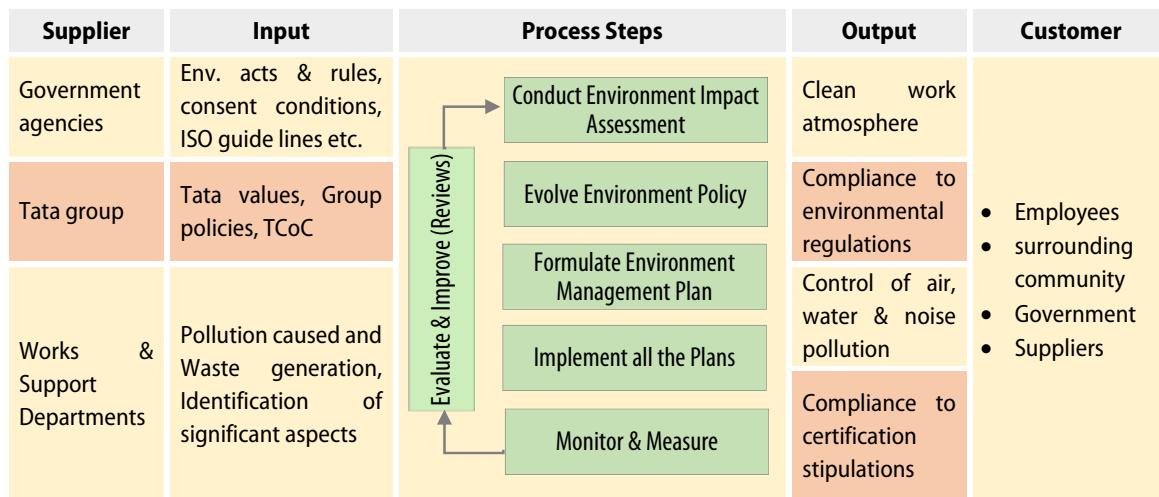 Supplier
Input
Process Steps
Output
Customer
Government
agencies
Env. acts & rules,
consent conditions,
ISO guide lines etc.
Tata group
Tata values, Group
policies, TCoC
Works &
Support
Departments
Pollution caused and
Waste generation,
Identification of
significant aspects
Evaluate & Improve (Reviews)
Conduct Environment Impact
Assessment
Evolve Environment Policy
Formulate Environment
Management Plan
Implement all the Plans
Monitor & Measure
Clean work
atmosphere
Compliance to
environmental
regulations
Control of air,
water & noise
pollution
Compliance to
certification
stipulations
• Employees
• surrounding
community
• Government
• Suppliers